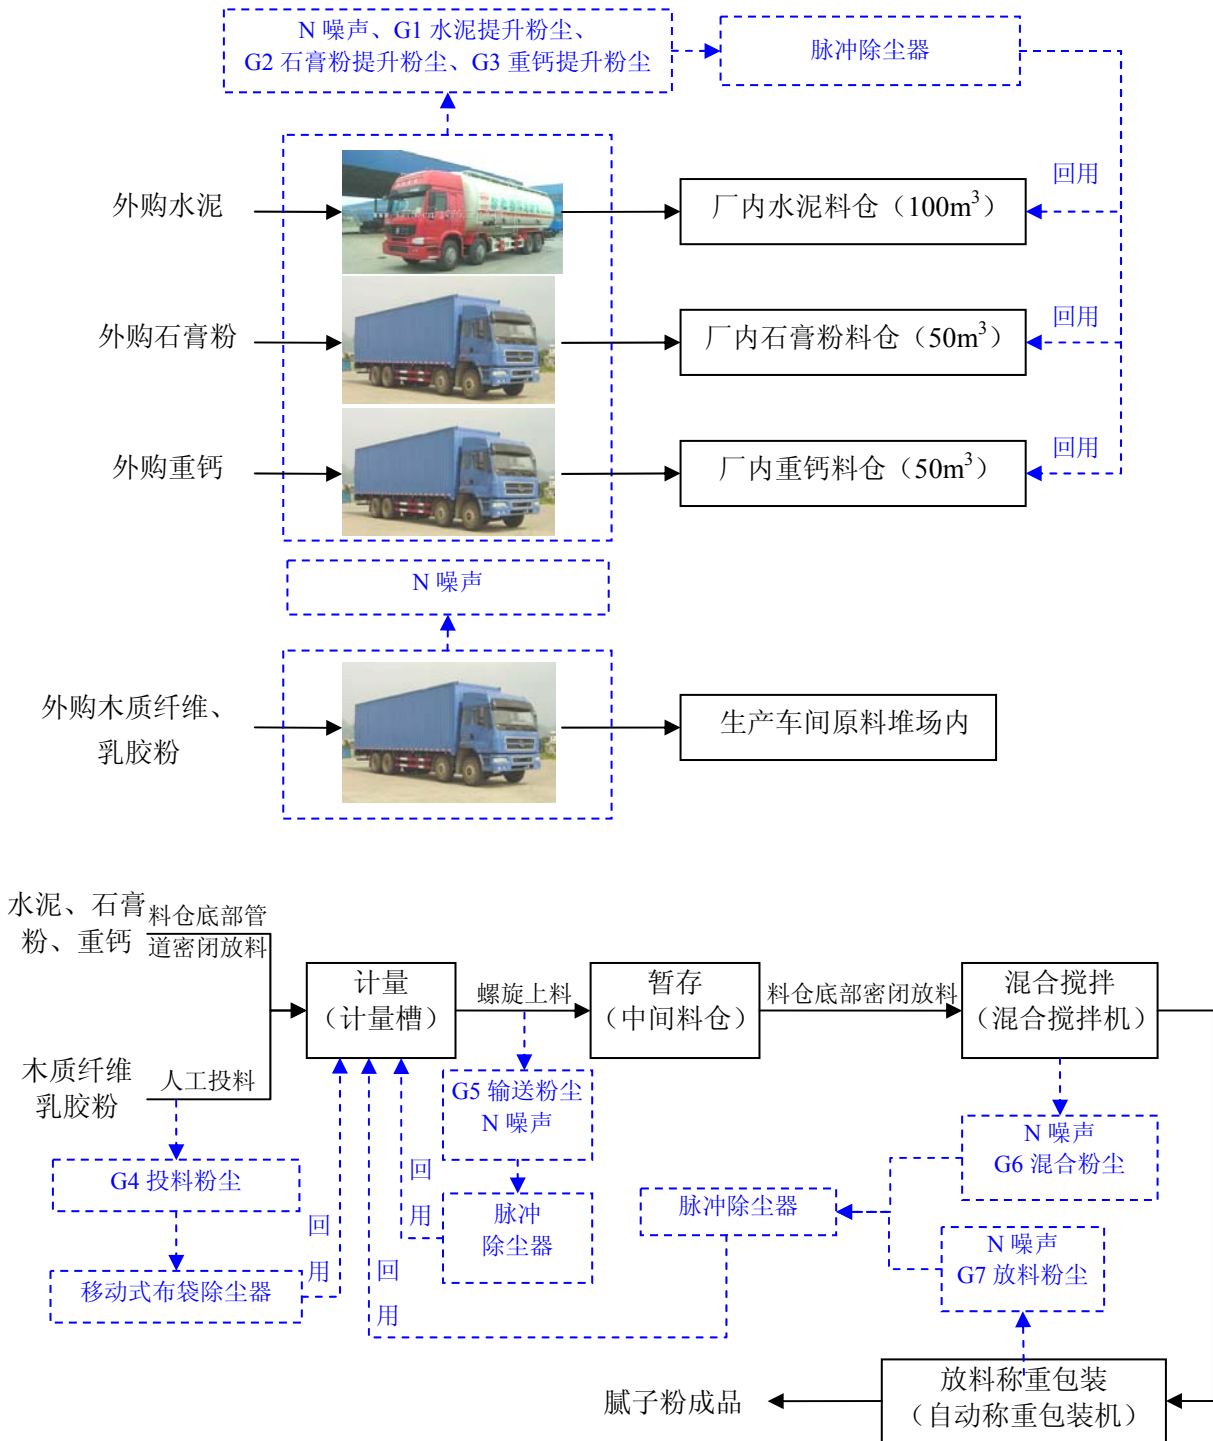 N 噪声、G1 水泥提升粉尘、
G2 石膏粉提升粉尘、G3 重钙提升粉尘
脉冲除尘器
外购水泥
厂内水泥料仓（100m³）
回用
外购石膏粉
厂内石膏粉料仓（50m³）
回用
外购重钙
厂内重钙料仓（50m³）
回用
N 噪声
外购木质纤维、
乳胶粉
生产车间原料堆场内
水泥、石膏
粉、重钙
料仓底部管
道密闭放料
计量
（计量槽）
螺旋上料
暂存
（中间料仓）
料仓底部密闭放料
混合搅拌
（混合搅拌机）
木质纤维
乳胶粉
人工投料
G5 输送粉尘
N 噪声
N 噪声
G6 混合粉尘
G4 投料粉尘
回
用
脉冲
除尘器
脉冲除尘器
N 噪声
G7 放料粉尘
移动式布袋除尘器
回
用
回
用
放料称重包装
（自动称重包装机）
腻子粉成品